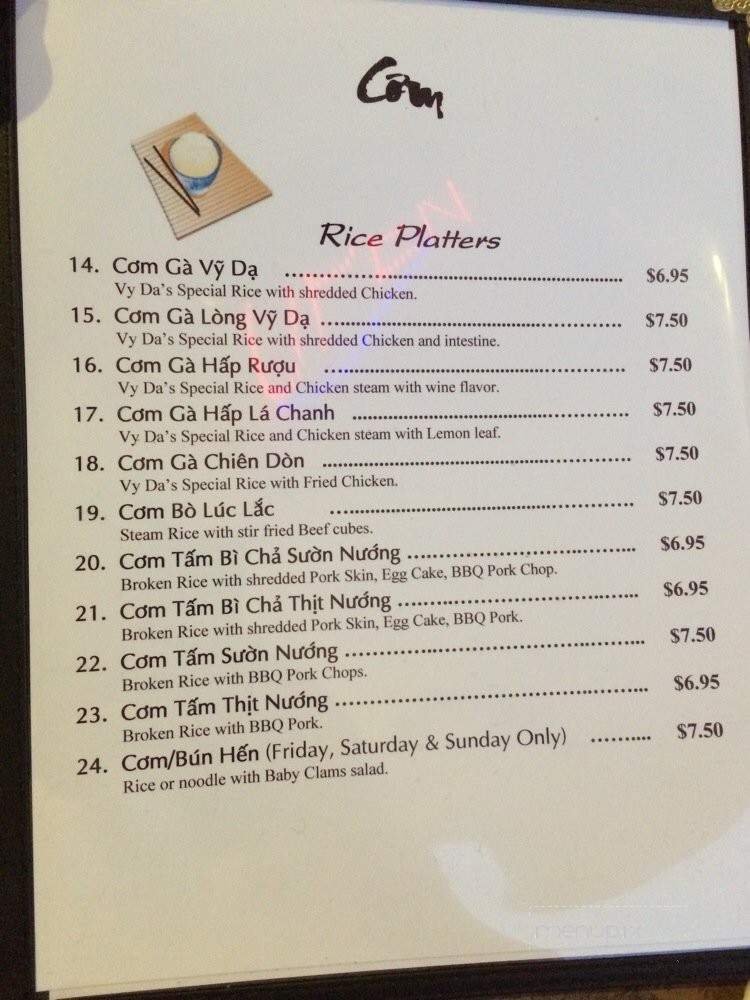 Cơm
Rice Platters
14. Cơm Gà Vỹ Dạ ........................................ $6.95
Vy Da's Special Rice with shredded Chicken.
15. Cơm Gà Lòng Vỹ Dạ ........................................ $7.50
Vy Da's Special Rice with shredded Chicken and intestine.
16. Cơm Gà Hấp Rượu ........................................ $7.50
Vy Da's Special Rice and Chicken steam with wine flavor.
17. Cơm Gà Hấp Lá Chanh ........................................ $7.50
Vy Da's Special Rice and Chicken steam with Lemon leaf.
18. Cơm Gà Chiên Dòn ........................................ $7.50
Vy Da's Special Rice with Fried Chicken.
19. Cơm Bò Lúc Lắc ........................................ $7.50
Steam Rice with stir fried Beef cubes.
20. Cơm Tấm Bì Chả Sườn Nướng .............................. $6.95
Broken Rice with shredded Pork Skin, Egg Cake, BBQ Pork Chop.
21. Cơm Tấm Bì Chả Thịt Nướng .............................. $6.95
Broken Rice with shredded Pork Skin, Egg Cake, BBQ Pork.
22. Cơm Tấm Sườn Nướng ........................................ $7.50
Broken Rice with BBQ Pork Chops.
23. Cơm Tấm Thịt Nướng ........................................ $6.95
Broken Rice with BBQ Pork.
24. Cơm/Bún Hến (Friday, Saturday & Sunday Only) ......... $7.50
Rice or noodle with Baby Clams salad.
menupix